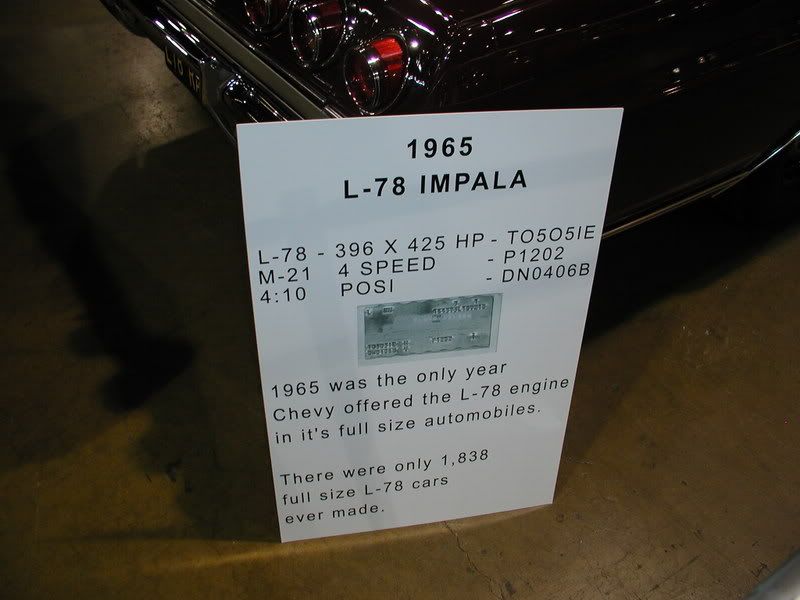 1965
L-78 IMPALA
L-78 - 396 X 425 HP - TO5O5IE
M-21 4 SPEED - P1202
4:10 POSI - DN0406B
1965 was the only year
Chevy offered the L-78 engine
in it's full size automobiles.
There were only 1,838
full size L-78 cars
ever made.